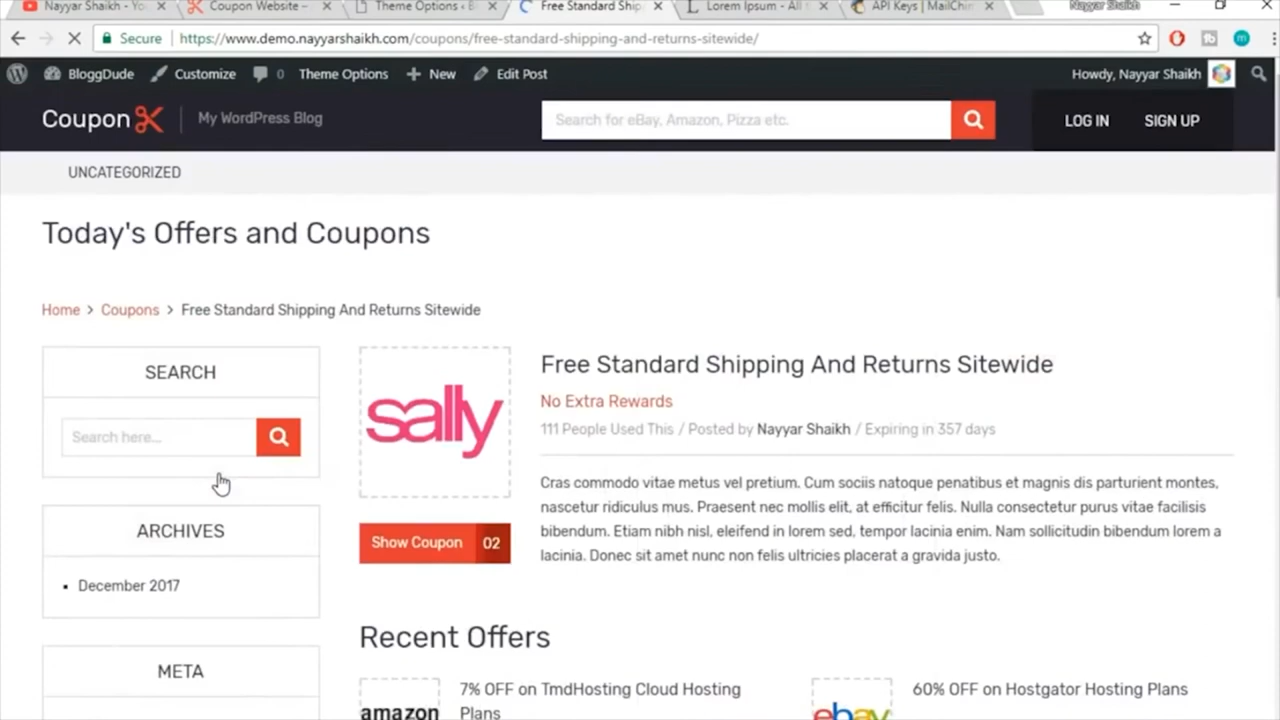 Nayyar Shaikh - Yo
Coupon Website –
Theme Options ‹ B
Free Standard Ship
Lorem Ipsum - All
API Keys | MailChi
Nayyar Shaikh
Secure
https://www.demo.nayyarshaikh.com/coupons/free-standard-shipping-and-returns-sitewide/
BloggDude
Customize
0
Theme Options
New
Edit Post
Howdy, Nayyar Shaikh
Coupon
My WordPress Blog
Search for eBay, Amazon, Pizza etc.
LOG IN
SIGN UP
UNCATEGORIZED
Today's Offers and Coupons
Home > Coupons > Free Standard Shipping And Returns Sitewide
SEARCH
Search here...
ARCHIVES
December 2017
META
sally
Show Coupon 02
Free Standard Shipping And Returns Sitewide
No Extra Rewards
111 People Used This / Posted by Nayyar Shaikh / Expiring in 357 days
Cras commodo vitae metus vel pretium. Cum sociis natoque penatibus et magnis dis parturient montes,
nascetur ridiculus mus. Praesent nec mollis elit, at efficitur felis. Nulla consectetur purus vitae facilisis
bibendum. Etiam nibh nisl, eleifend in lorem sed, tempor lacinia enim. Nam sollicitudin bibendum lorem a
lacinia. Donec sit amet nunc non felis ultricies placerat a gravida justo.
Recent Offers
amazon
7% OFF on TmdHosting Cloud Hosting
Plans
ebay
60% OFF on Hostgator Hosting Plans